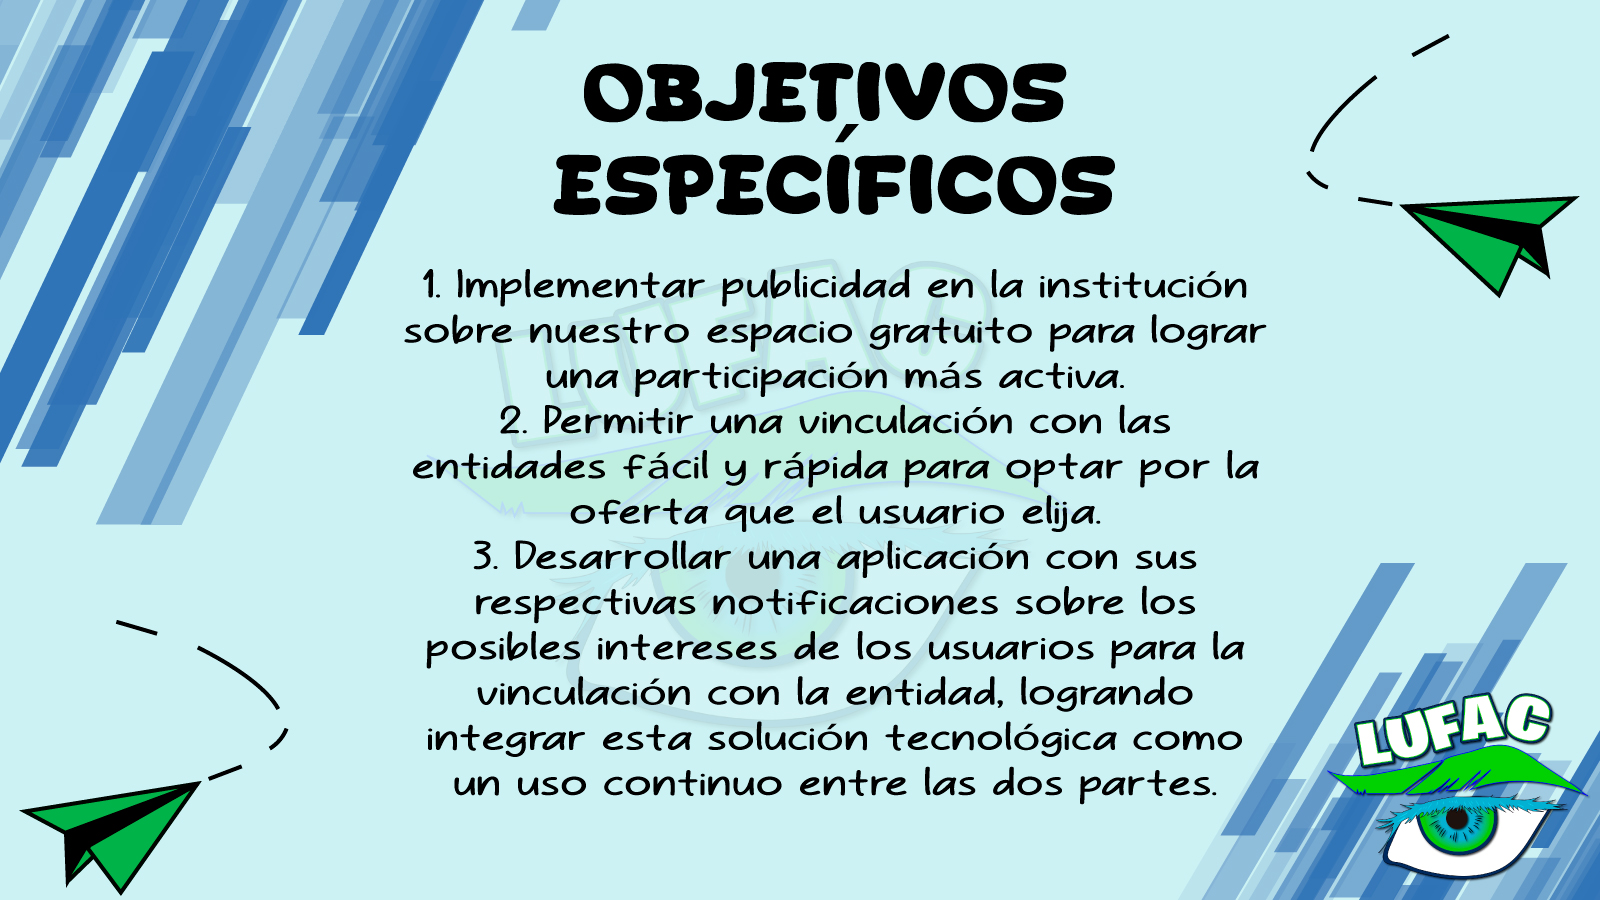 OBJETIVOS
ESPECÍFICOS
1. Implementar publicidad en la institución
sobre nuestro espacio gratuito para lograr
una participación más activa.
2. Permitir una vinculación con las
entidades fácil y rápida para optar por la
oferta que el usuario elija.
3. Desarrollar una aplicación con sus
respectivas notificaciones sobre los
posibles intereses de los usuarios para la
vinculación con la entidad, logrando
integrar esta solución tecnológica como
un uso continuo entre las dos partes.
LUFAC
LUFAC